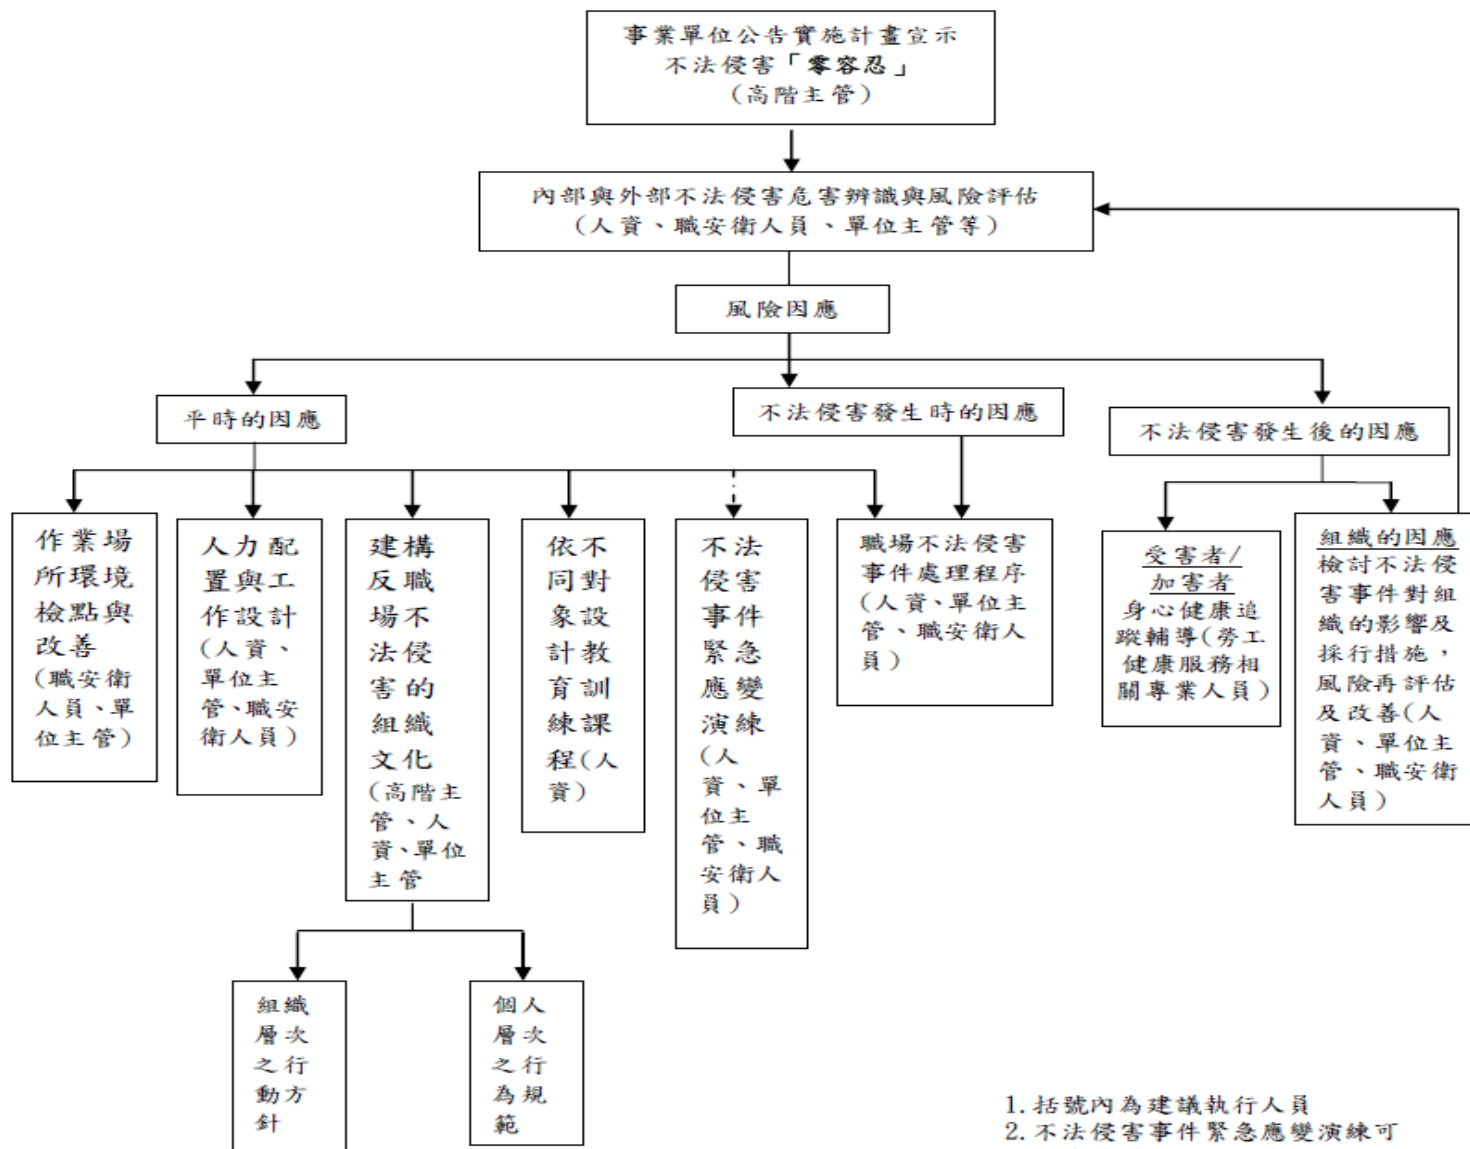 事業單位公告實施計畫宣示
不法侵害「零容忍」
(高階主管)
內部與外部不法侵害危害辨識與風險評估
(人資、職安衛人員、單位主管等)
風險因應
平時的因應
不法侵害發生時的因應
不法侵害發生後的因應
作業場
所環境
檢點與
改善
(職安衛
人員、單
位主管)
人力配
置與工
作設計
(人資、
單位主
管、職安
衛人員)
建構
反職
場不
法侵
害的
組織
文化
(高階主
管、人
資、單位
主管
依不
同對
象設
計教
育訓
練課
程(人
資)
不法
侵害
事件
緊急
應變
演練
(人
資、單
位主
管、職
安衛人
員)
職場不法侵害
事件處理程序
(人資、單位主
管、職安衛人
員)
受害者/
加害者
身心健康追
蹤輔導(勞工
健康服務相
關專業人員)
組織的因應
檢討不法侵
害事件對組
織的影響及
採行措施，
風險再評估
及改善(人
資、單位主
管、職安衛
人員)
組織
層次
之行
動方
針
個人
層次
之行
為規
範
1.括號內為建議執行人員
2.不法侵害事件緊急應變演練可